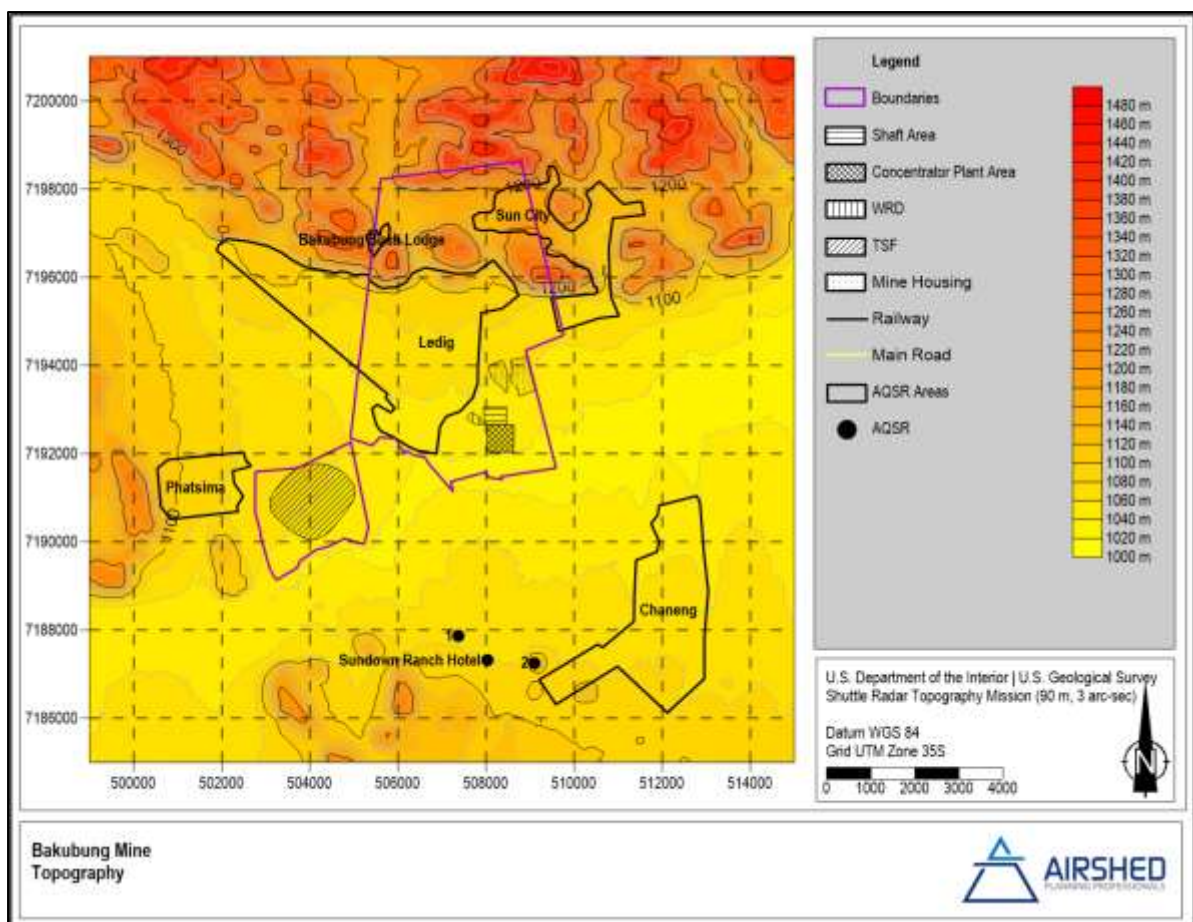 7200000
7198000
7196000
7194000
7192000
7190000
7188000
7186000
500000
502000
504000
506000
508000
510000
512000
514000
1200
1200
1200
1100
1100
Sun City
Bakubung Bush Lodge
Ledig
Phatsima
Chaneng
1
Sundown Ranch Hotel
2
Legend
Boundaries
Shaft Area
Concentrator Plant Area
WRD
TSF
Mine Housing
Railway
Main Road
AQSR Areas
AQSR
1480 m
1460 m
1440 m
1420 m
1400 m
1380 m
1360 m
1340 m
1320 m
1300 m
1280 m
1260 m
1240 m
1220 m
1200 m
1180 m
1160 m
1140 m
1120 m
1100 m
1080 m
1060 m
1040 m
1020 m
1000 m
U.S. Department of the Interior | U.S. Geological Survey
Shuttle Radar Topography Mission (90 m, 3 arc-sec)
Datum WGS 84
Grid UTM Zone 35S
0 1000 2000 3000 4000
N
Bakubung Mine
Topography
AIRSHED
PLANNING PROFESSIONALS